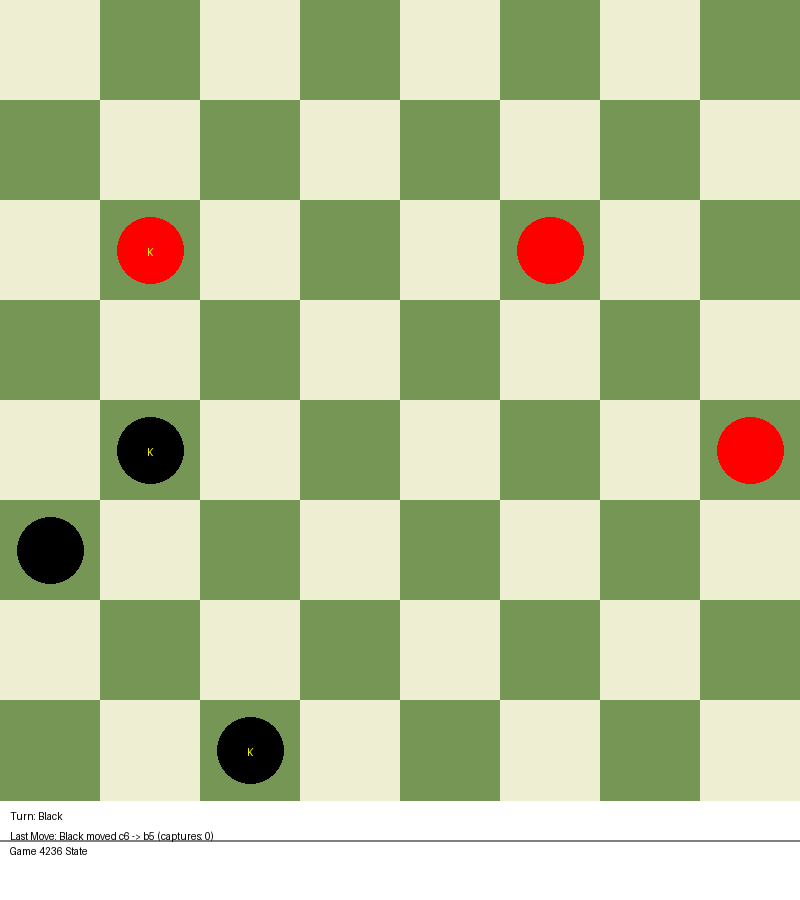 K
K
K
Turn: Black
Last Move: Black moved c6 -> b5 (captures: 0)
Game 4236 State